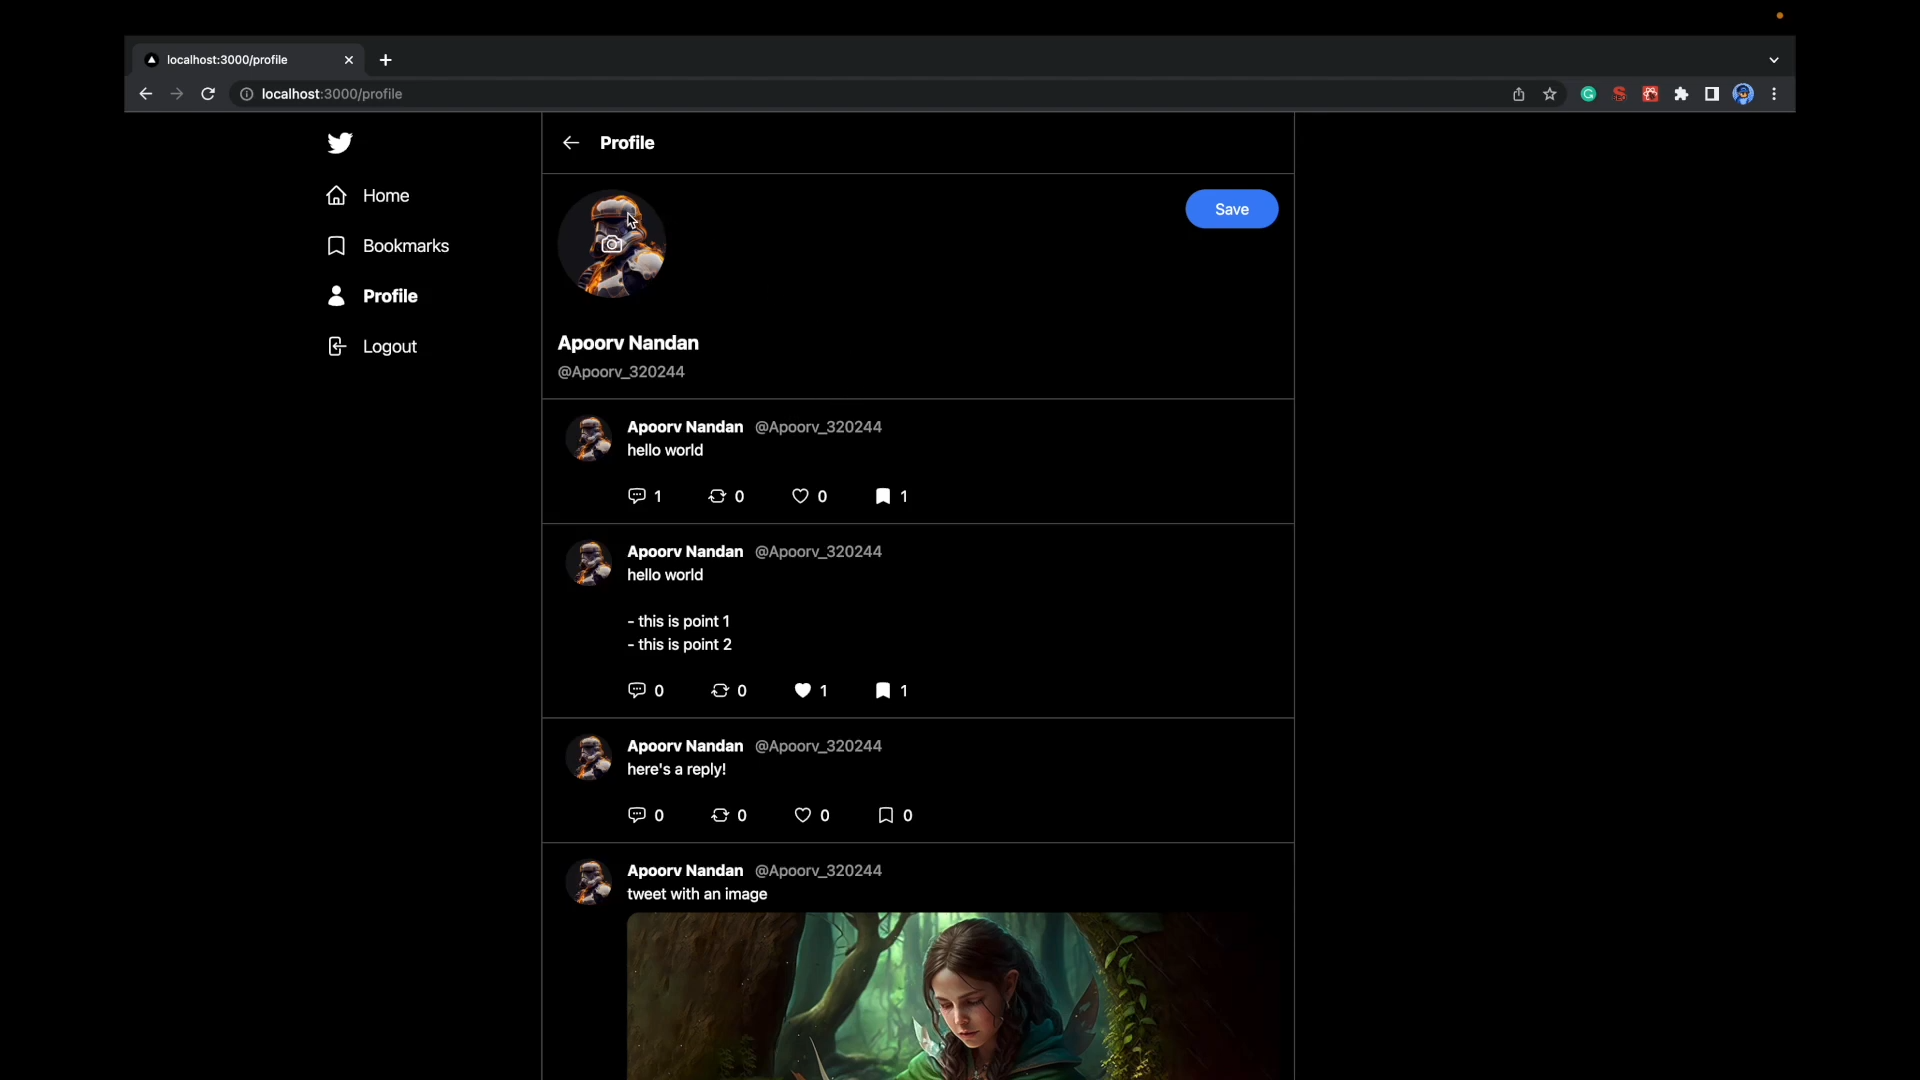 localhost:3000/profile
localhost:3000/profile
Profile
Home
Save
Bookmarks
Profile
Logout
Apoorv Nandan
@Apoorv_320244
Apoorv Nandan @Apoorv_320244
hello world
1 0 0 1
Apoorv Nandan @Apoorv_320244
hello world
- this is point 1
- this is point 2
0 0 1 1
Apoorv Nandan @Apoorv_320244
here's a reply!
0 0 0 0
Apoorv Nandan @Apoorv_320244
tweet with an image